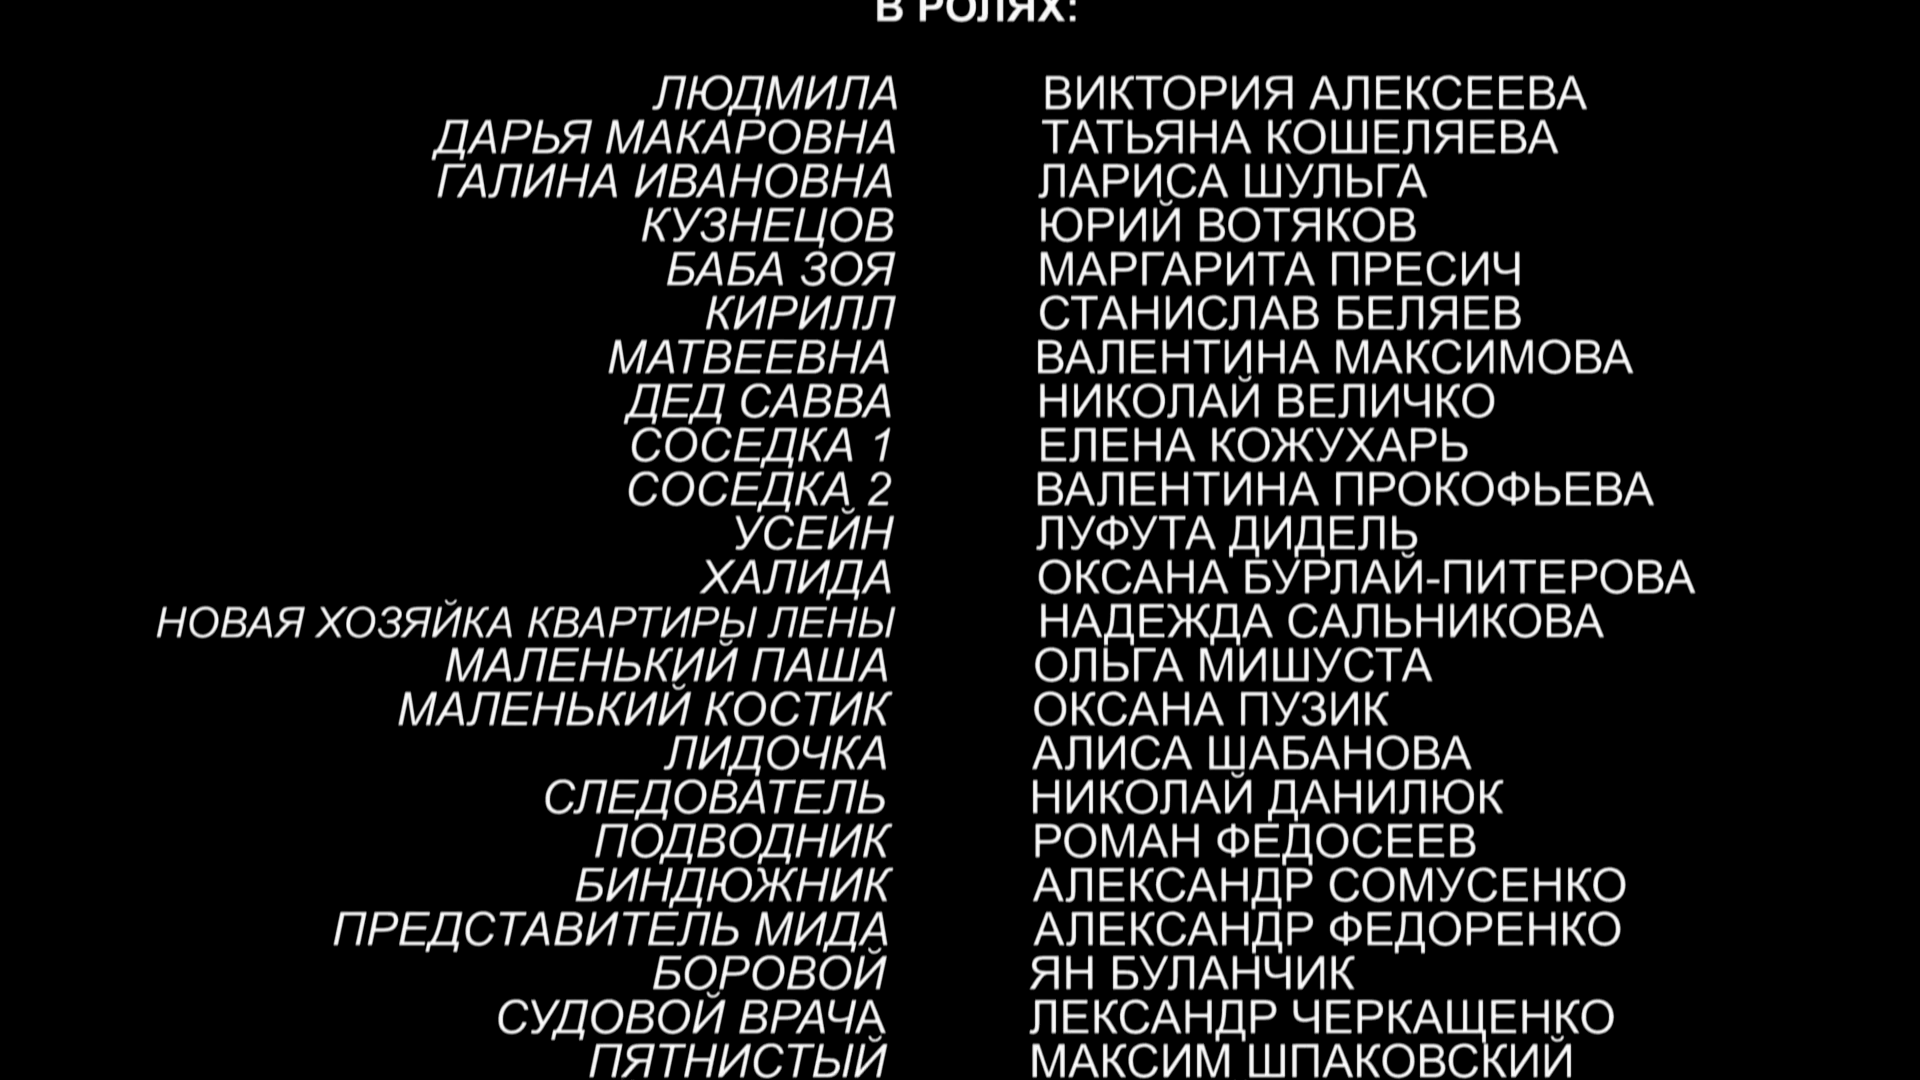 В РОЛЯХ:
ЛЮДМИЛА ВИКТОРИЯ АЛЕКСЕЕВА
ДАРЬЯ МАКАРОВНА ТАТЬЯНА КОШЕЛЯЕВА
ГАЛИНА ИВАНОВНА ЛАРИСА ШУЛЬГА
КУЗНЕЦОВ ЮРИЙ ВОТЯКОВ
БАБА ЗОЯ МАРГАРИТА ПРЕСИЧ
КИРИЛЛ СТАНИСЛАВ БЕЛЯЕВ
МАТВЕЕВНА ВАЛЕНТИНА МАКСИМОВА
ДЕД САВВА НИКОЛАЙ ВЕЛИЧКО
СОСЕДКА 1 ЕЛЕНА КОЖУХАРЬ
СОСЕДКА 2 ВАЛЕНТИНА ПРОКОФЬЕВА
УСЕЙН ЛУФУТА ДИДЕЛЬ
ХАЛИДА ОКСАНА БУРЛАЙ-ПИТЕРОВА
НОВАЯ ХОЗЯЙКА КВАРТИРЫ ЛЕНЫ НАДЕЖДА САЛЬНИКОВА
МАЛЕНЬКИЙ ПАША ОЛЬГА МИШУСТА
МАЛЕНЬКИЙ КОСТИК ОКСАНА ПУЗИК
ЛИДОЧКА АЛИСА ШАБАНОВА
СЛЕДОВАТЕЛЬ НИКОЛАЙ ДАНИЛЮК
ПОДВОДНИК РОМАН ФЕДОСЕЕВ
БИНДЮЖНИК АЛЕКСАНДР СОМУСЕНКО
ПРЕДСТАВИТЕЛЬ МИДА АЛЕКСАНДР ФЕДОРЕНКО
БОРОВОЙ ЯН БУЛАНЧИК
СУДОВОЙ ВРАЧА ЛЕКСАНДР ЧЕРКАЩЕНКО
ПЯТНИСТЫЙ МАКСИМ ШПАКОВСКИЙ